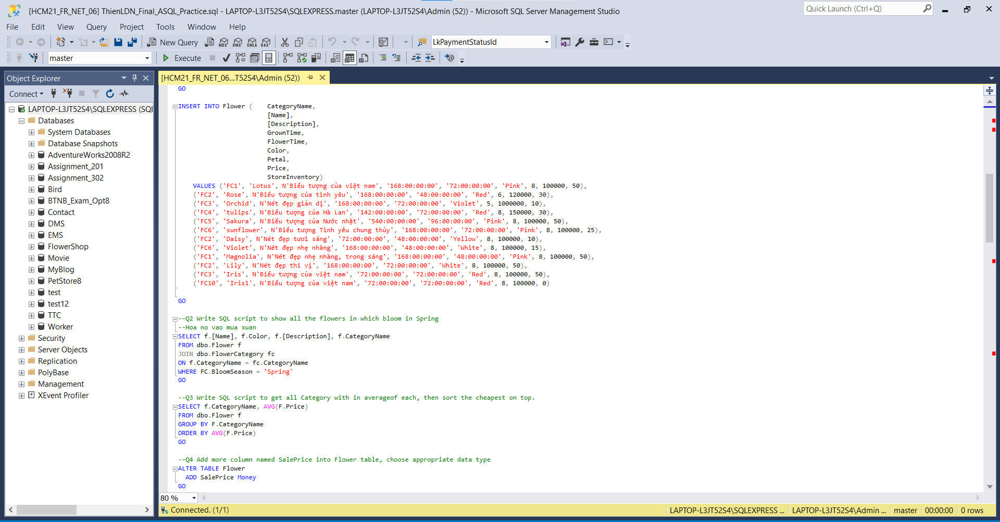 [HCM21_FR_NET_06] ThienLDN_Final_ASQL_Practice.sql - LAPTOP-L3JT52S4\SQLEXPRESS.master (LAPTOP-L3JT52S4\Admin (52)) - Microsoft SQL Server Management Studio
Quick Launch (Ctrl+Q)
File Edit View Query Project Tools Window Help
New Query MDX DMX XMLA DAX LkPaymentStatusId
master Execute
Object Explorer
Connect
LAPTOP-L3JT52S4\SQLEXPRESS (SQl
Databases
System Databases
Database Snapshots
AdventureWorks2008R2
Assignment_201
Assignment_302
Bird
BTNB_Exam_Opt8
Contact
DMS
EMS
FlowerShop
Movie
MyBlog
PetStore8
test
test12
TTC
Worker
Security
Server Objects
Replication
PolyBase
Management
XEvent Profiler
[HCM21_FR_NET_06...T52S4\Admin (52))
GO
INSERT INTO Flower (    CategoryName,
[Name],
[Description],
GrownTime,
FlowerTime,
Color,
Petal,
Price,
StoreInventory)
VALUES ('FC1', 'Lotus', N'Biểu tượng của việt nam', '168:00:00:00', '72:00:00:00', 'Pink', 8, 100000, 50),
('FC2', 'Rose', N'Biểu tượng của tình yêu', '168:00:00:00', '48:00:00:00', 'Red', 6, 120000, 30),
('FC3', 'Orchid', N'Nét đẹp giản dị', '168:00:00:00', '72:00:00:00', 'Violet', 5, 1000000, 10),
('FC4', 'tulips', N'Biểu tượng của Hà Lan', '142:00:00:00', '72:00:00:00', 'Red', 8, 150000, 30),
('FC5', 'Sakura', N'Biểu tượng của Nước nhật', '540:00:00:00', '96:00:00:00', 'Pink', 8, 100000, 50),
('FC6', 'sunflower', N'Biểu tượng Tình yêu chung thủy', '168:00:00:00', '72:00:00:00', 'Pink', 8, 100000, 25),
('FC2', 'Daisy', N'Nét đẹp tươi sáng', '72:00:00:00', '48:00:00:00', 'Yellow', 8, 100000, 10),
('FC6', 'Violet', N'Nét đẹp nhẹ nhàng', '168:00:00:00', '48:00:00:00', 'White', 8, 100000, 15),
('FC1', 'Magnolia', N'Nét đẹp nhẹ nhàng, trong sáng', '168:00:00:00', '48:00:00:00', 'Pink', 8, 100000, 50),
('FC2', 'Lily', N'Nét đẹp thi vị', '168:00:00:00', '72:00:00:00', 'White', 8, 100000, 50),
('FC3', 'Iris', N'Biểu tượng của việt nam', '72:00:00:00', '72:00:00:00', 'Red', 8, 100000, 50),
('FC10', 'Iris1', N'Biểu tượng của việt nam', '72:00:00:00', '72:00:00:00', 'Red', 8, 100000, 0)
GO
--Q2 Write SQL script to show all the flowers in which bloom in Spring
--Hoa no vao mua xuan
SELECT f.[Name], f.Color, f.[Description], f.CategoryName
FROM dbo.Flower f
JOIN dbo.FlowerCategory fc
ON f.CategoryName = fc.CategoryName
WHERE FC.BloomSeason = 'Spring'
GO
--Q3 Write SQL script to get all Category with in averageof each, then sort the cheapest on top.
SELECT f.CategoryName, AVG(F.Price)
FROM dbo.Flower f
GROUP BY F.CategoryName
ORDER BY AVG(F.Price)
GO
--Q4 Add more column named SalePrice into Flower table, choose appropriate data type
ALTER TABLE Flower
ADD SalePrice Money
GO
80 %
Connected. (1/1)
LAPTOP-L3JT52S4\SQLEXPRESS ... LAPTOP-L3JT52S4\Admin ... master 00:00:00 0 rows